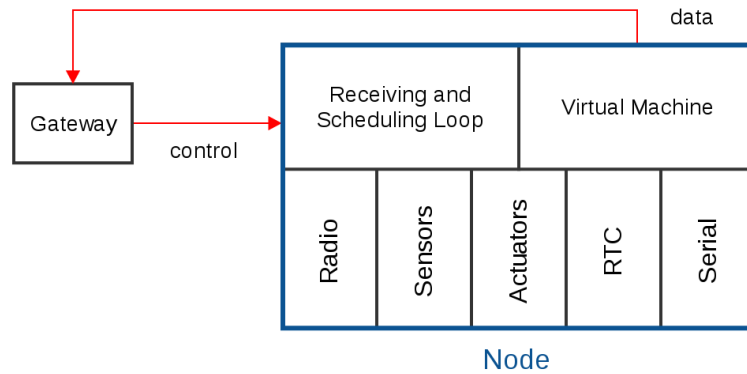 data
Receiving and
Scheduling Loop
Virtual Machine
Gateway
control
Radio
Sensors
Actuators
RTC
Serial
Node